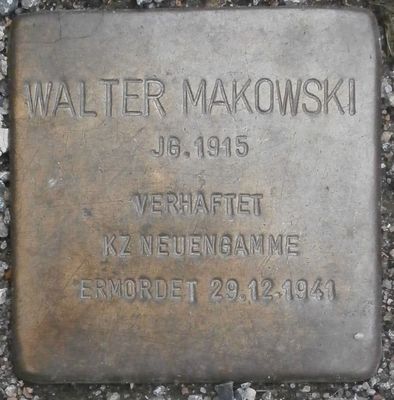 WALTER MAKOWSKI
JG. 1915
VERHAFTET
KZ NEUENGAMME
ERMORDET 29.12.1941